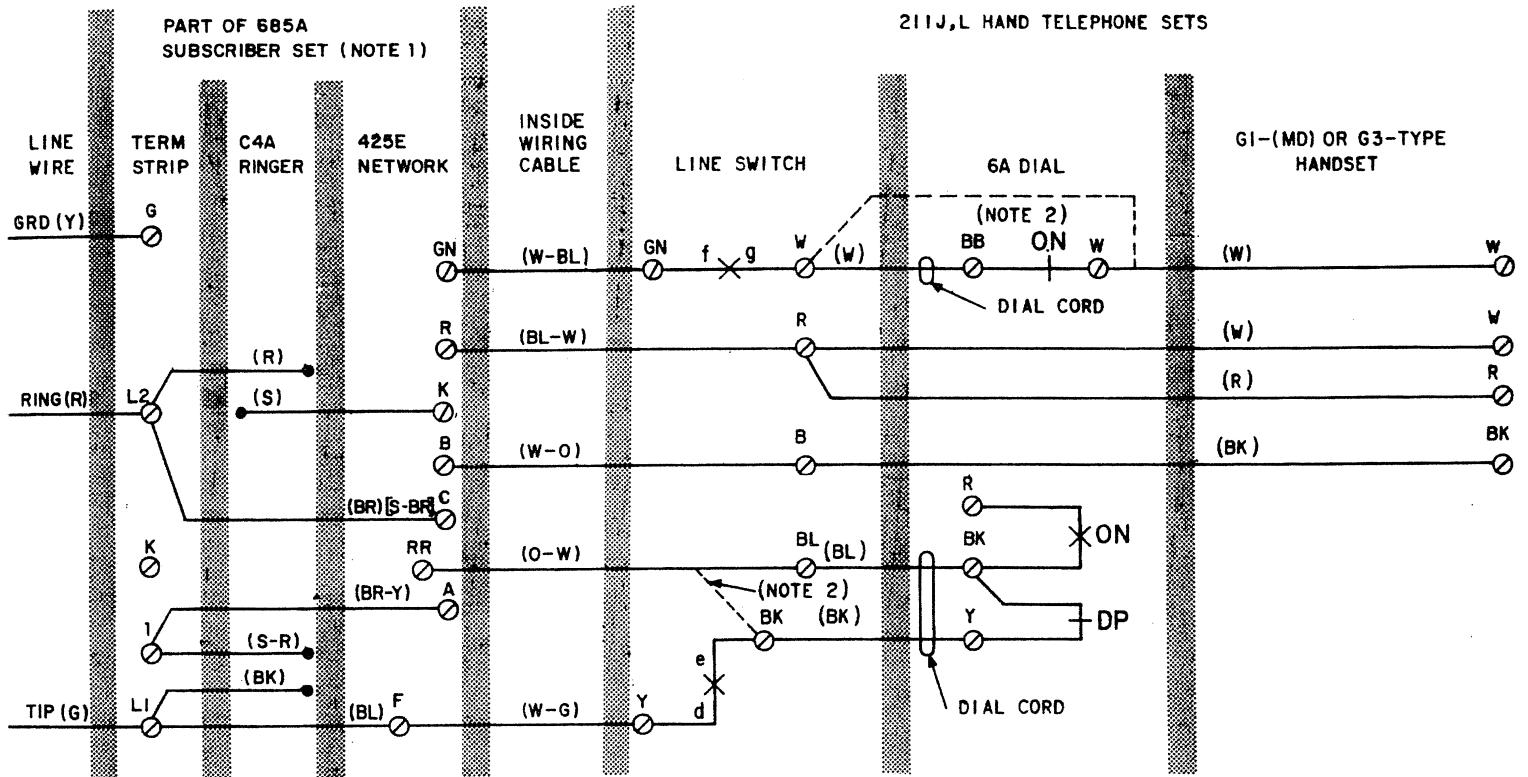 PART OF 685A
SUBSCRIBER SET (NOTE 1)
211J,L HAND TELEPHONE SETS
LINE
WIRE
TERM
STRIP
C4A
RINGER
425E
NETWORK
INSIDE
WIRING
CABLE
LINE SWITCH
6A DIAL
G1-(MD) OR G3-TYPE
HANDSET
GRD (Y)
G
GN
(W-BL)
GN
f
g
W
(W)
(NOTE 2)
BB
ON
W
(W)
W
DIAL CORD
R
(BL-W)
R
(W)
W
(R)
(R)
R
RING(R)
L2
(S)
K
B
(W-O)
B
(BK)
BK
(BR)[S-BR]
C
R
ON
K
RR
(O-W)
BL
(BL)
BK
(BR-Y)
A
(NOTE 2)
BK
(BK)
Y
DP
1
(S-R)
e
(BK)
d
TIP (G)
L1
(BL)
F
(W-G)
Y
DIAL CORD